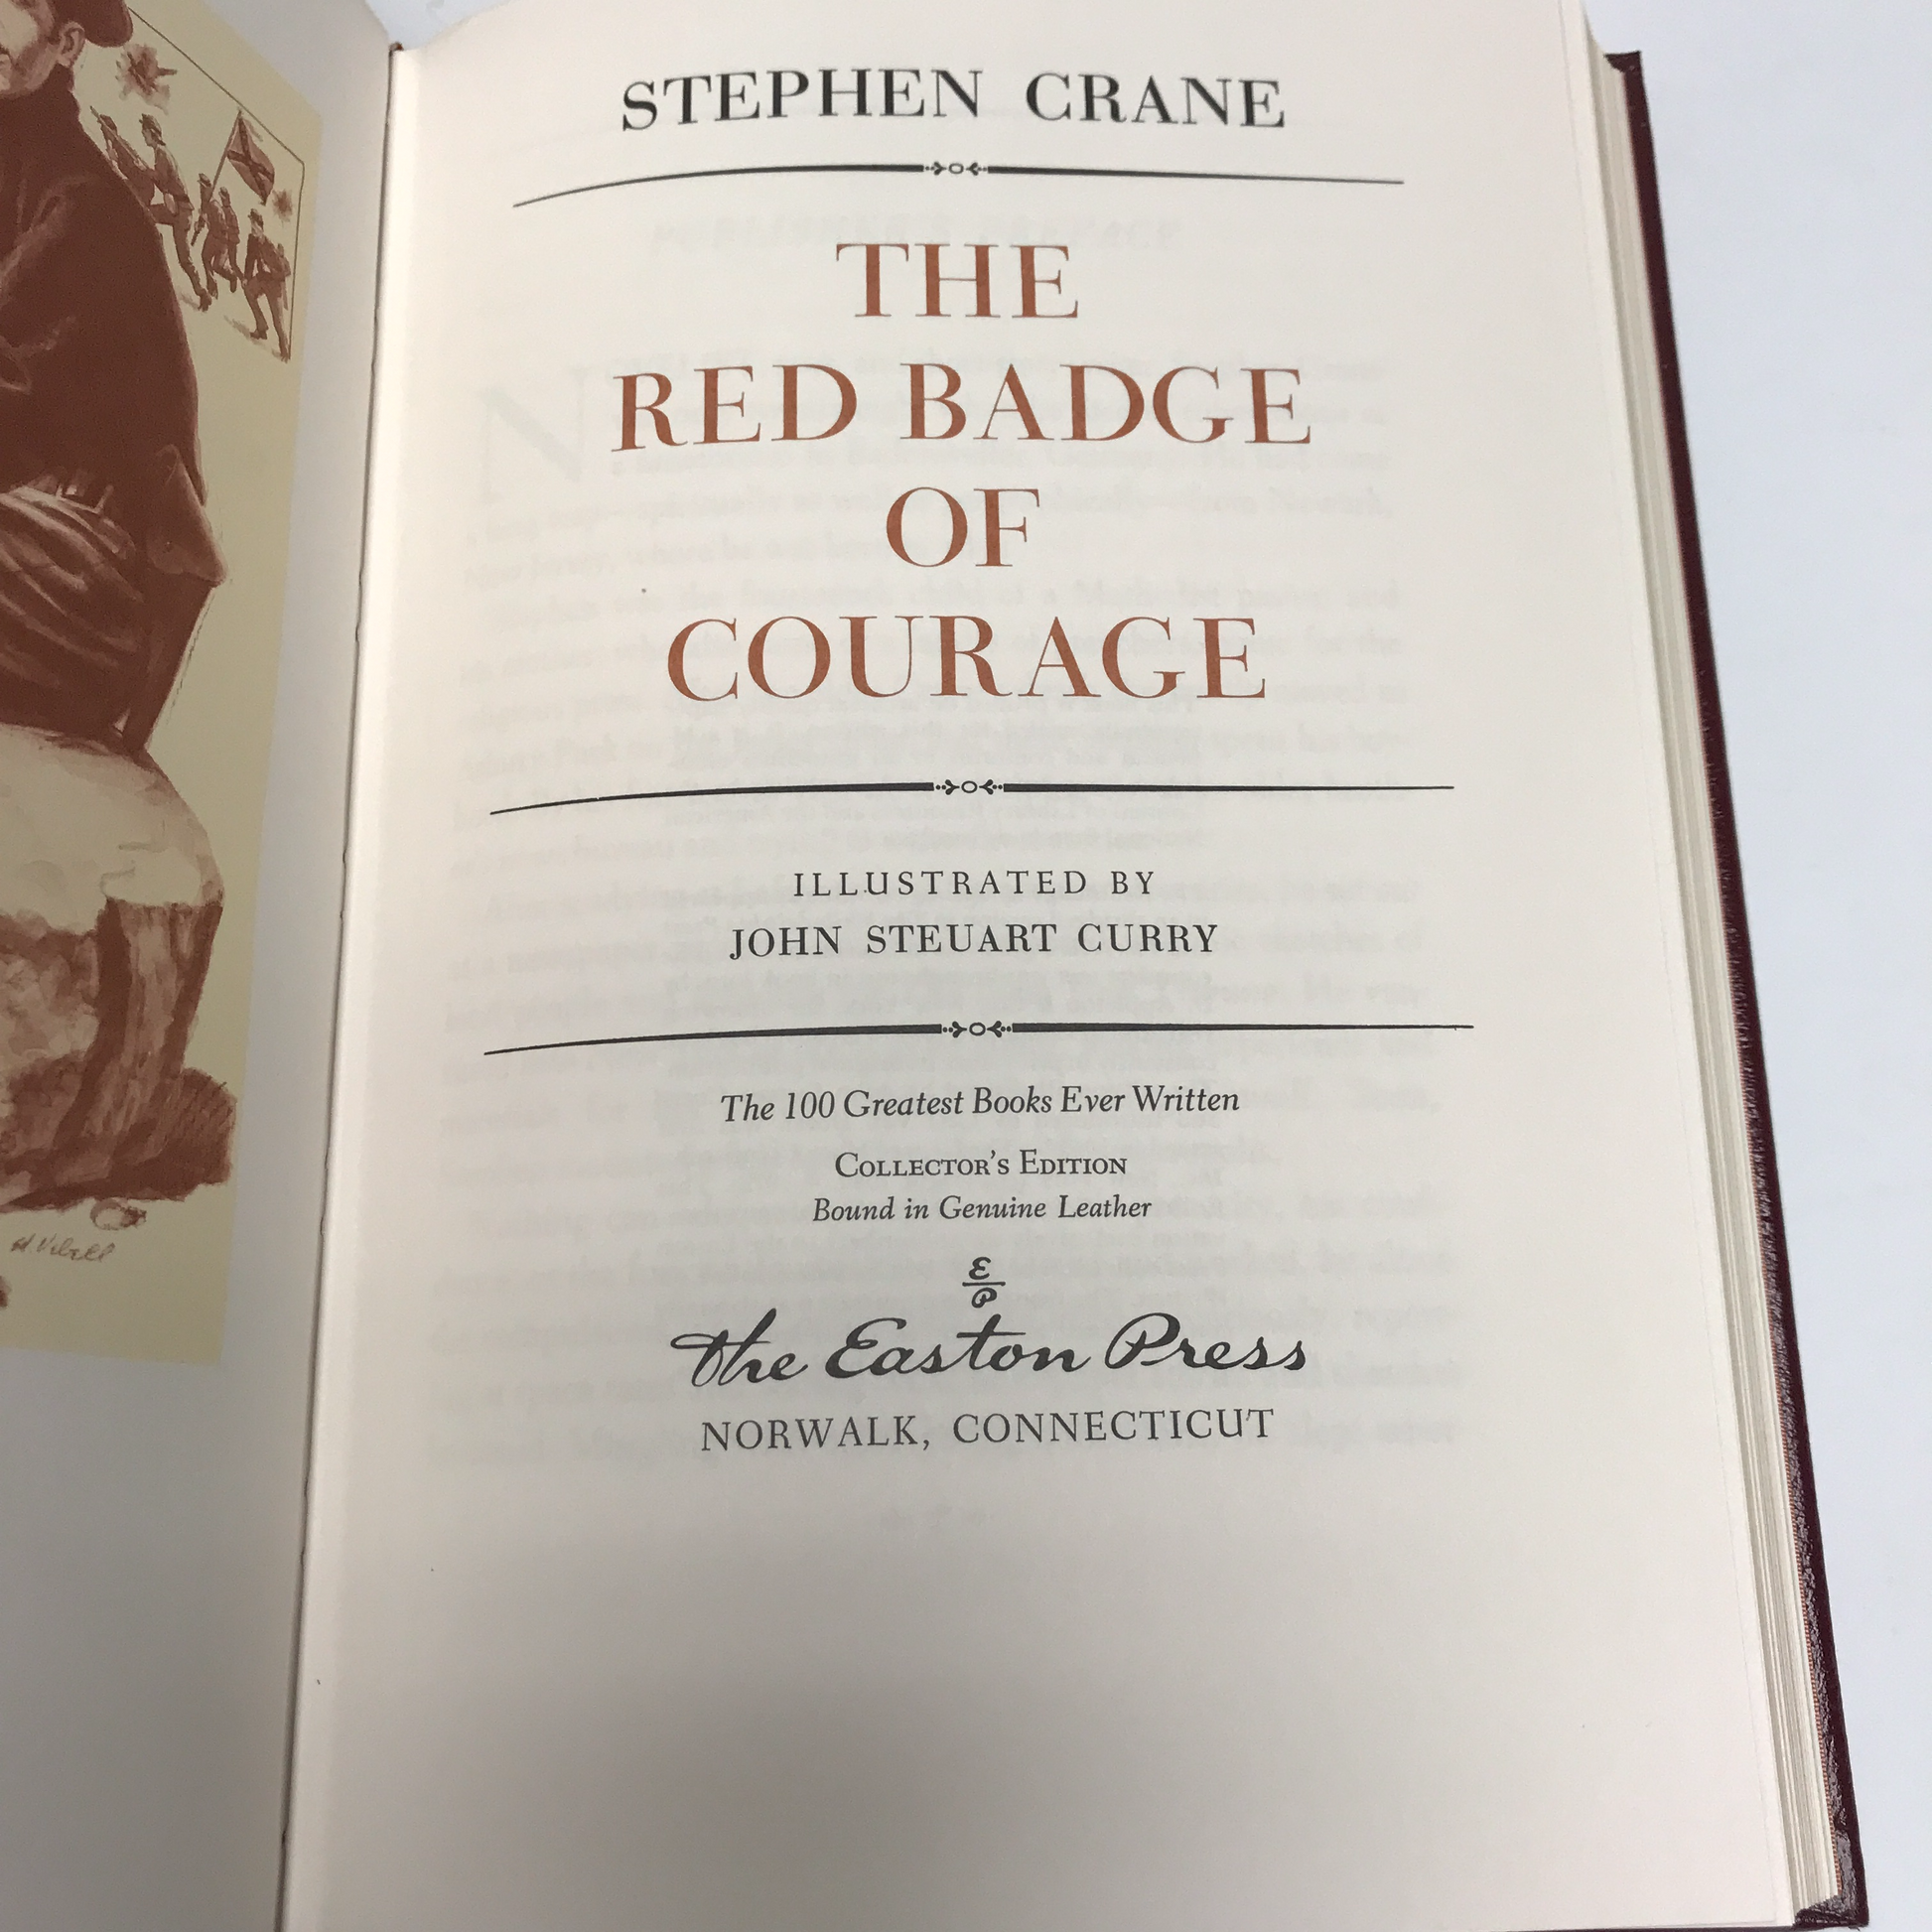 STEPHEN CRANE
THE
RED BADGE
OF
COURAGE
ILLUSTRATED BY
JOHN STEUART CURRY
The 100 Greatest Books Ever Written
COLLECTOR'S EDITION
Bound in Genuine Leather
The Easton Press
NORWALK, CONNECTICUT